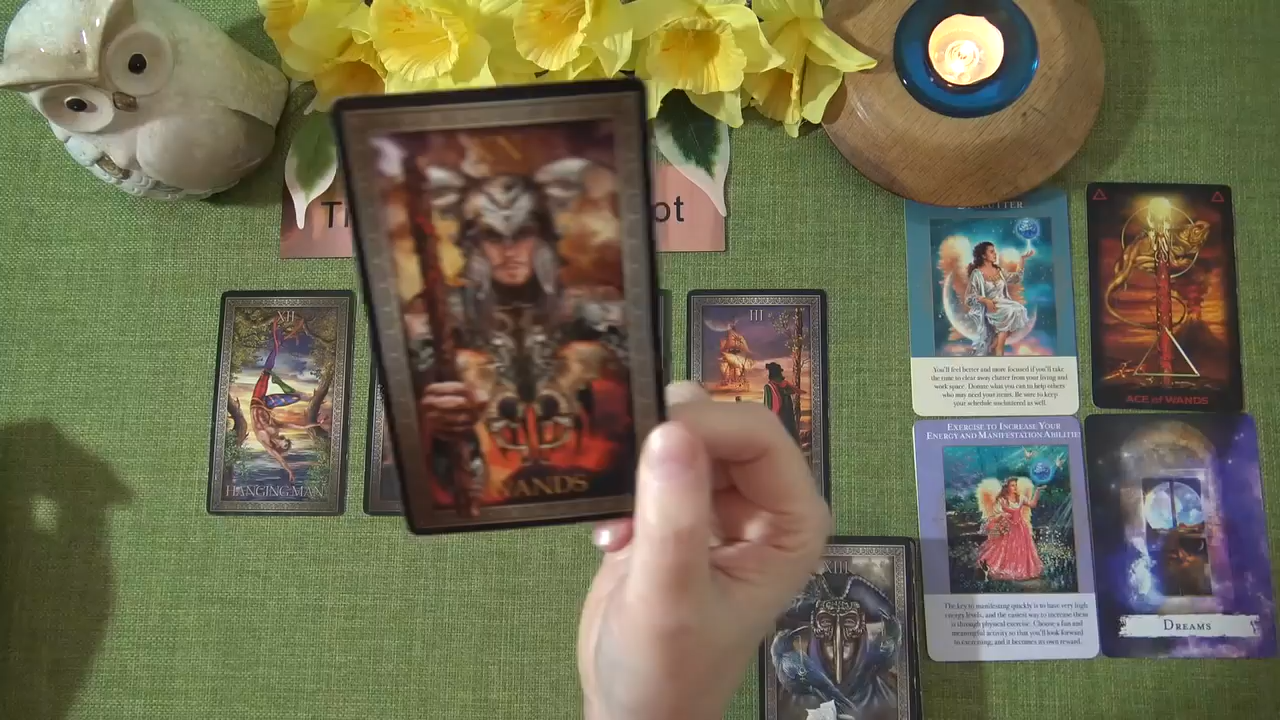 WANDS
Ti
ot
XII
HANGING MAN
III
XIII
You'll feel better and more focused if you'll take
the time to clear away clutter from your living and
work space. Donate what you can to help others
who may need your items. Be sure to keep
your schedule uncluttered as well.
ACE of WANDS
EXERCISE TO INCREASE YOUR
ENERGY AND MANIFESTATION ABILITIES
The key to manifesting quickly is to have very high
energy levels, and the easiest way to increase these
is through physical exercise. Choose a fun and
meaningful activity so that you'll look forward
to exercising, and it becomes its own reward.
DREAMS